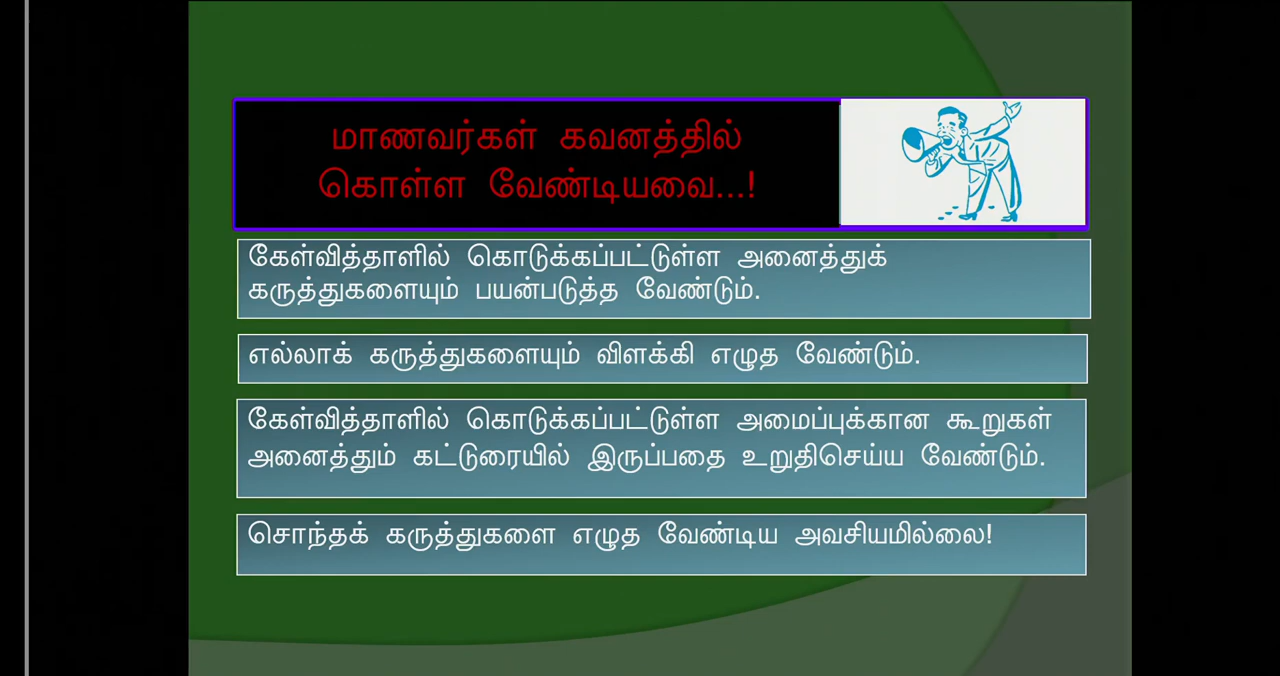 மாணவர்கள் கவனத்தில்
கொள்ள வேண்டியவை...!
கேள்வித்தாளில் கொடுக்கப்பட்டுள்ள அனைத்துக்
கருத்துகளையும் பயன்படுத்த வேண்டும்.
எல்லாக் கருத்துகளையும் விளக்கி எழுத வேண்டும்.
கேள்வித்தாளில் கொடுக்கப்பட்டுள்ள அமைப்புக்கான கூறுகள்
அனைத்தும் கட்டுரையில் இருப்பதை உறுதிசெய்ய வேண்டும்.
சொந்தக் கருத்துகளை எழுத வேண்டிய அவசியமில்லை!